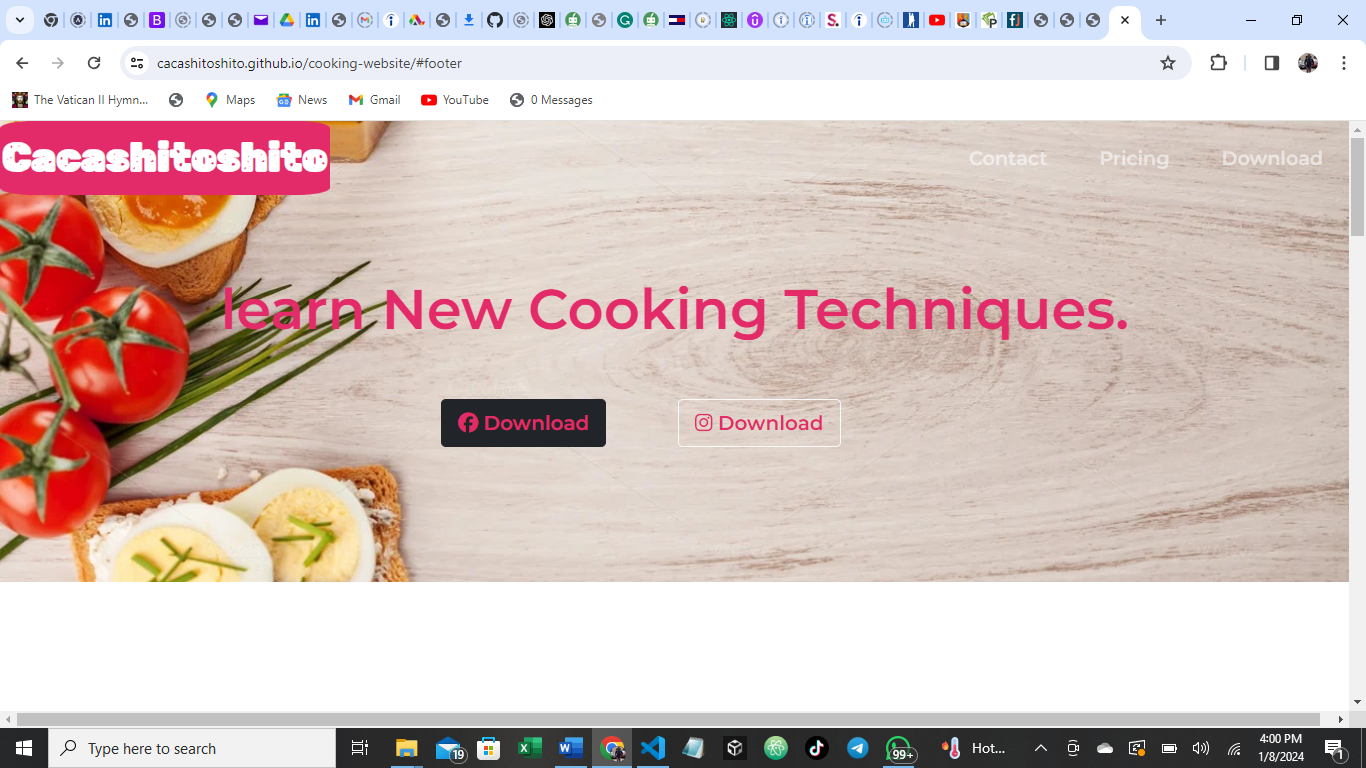 cacashitoshito.github.io/cooking-website/#footer
The Vatican II Hymn...
Maps
News
Gmail
YouTube
0 Messages
Cacashitoshito
Contact
Pricing
Download
learn New Cooking Techniques.
Download
Download
Type here to search
19
99+
Hot...
4:00 PM
1/8/2024
1